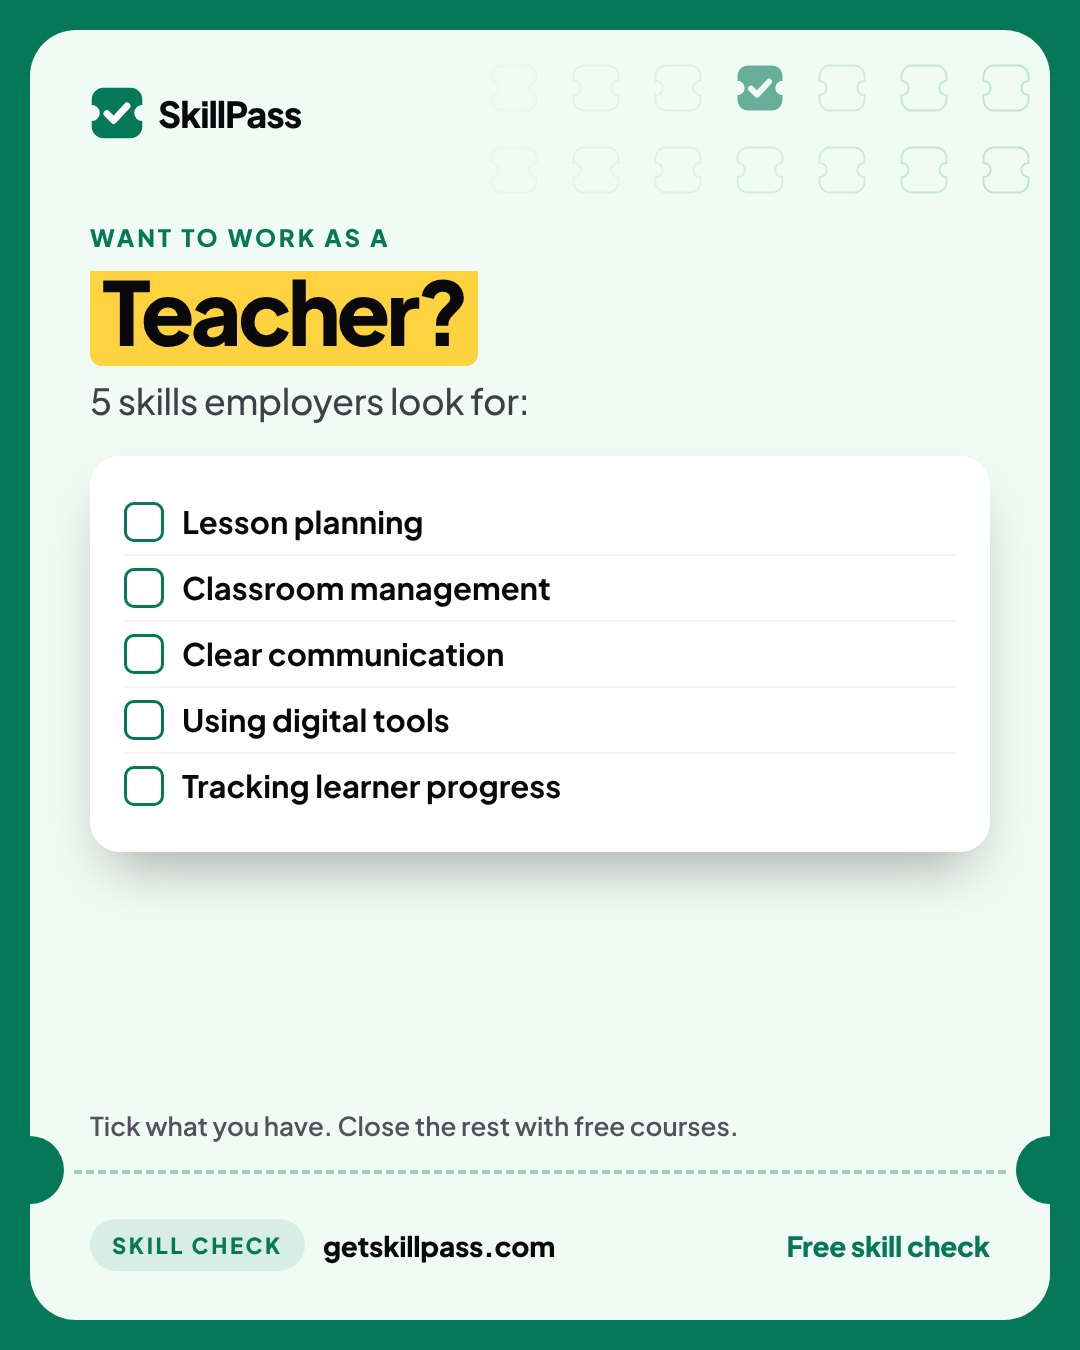 SkillPass
WANT TO WORK AS A
Teacher?
5 skills employers look for:
Lesson planning
Classroom management
Clear communication
Using digital tools
Tracking learner progress
Tick what you have. Close the rest with free courses.
SKILL CHECK getskillpass.com Free skill check